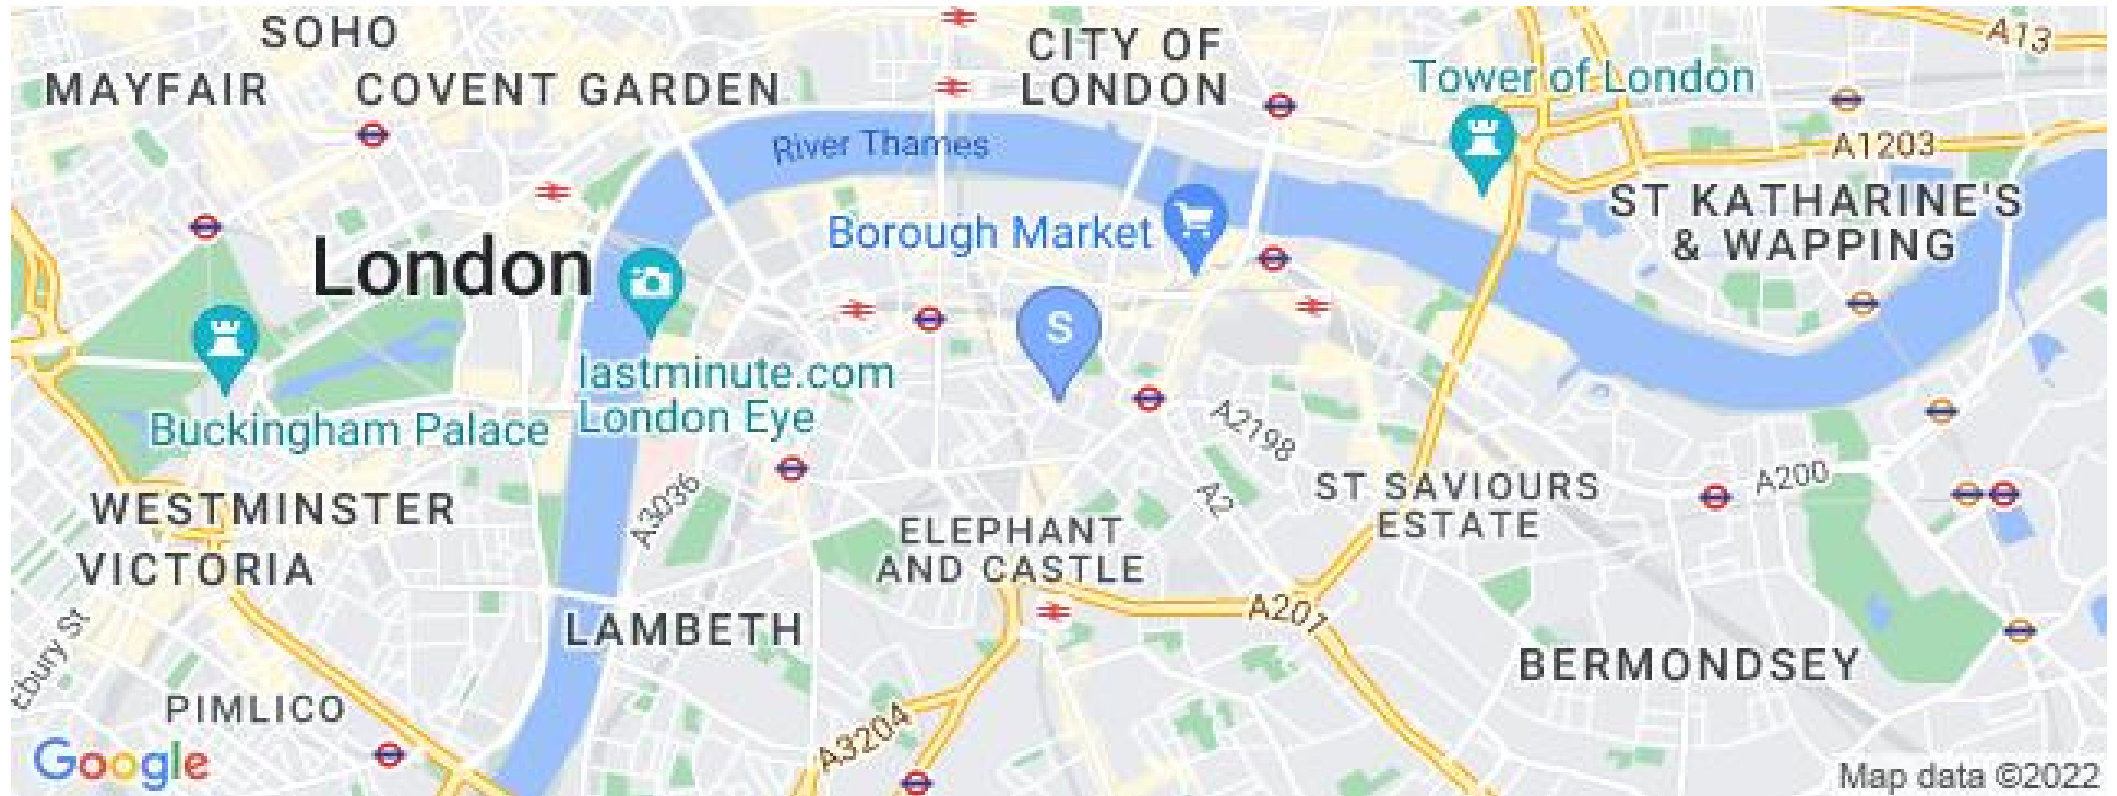 SOHO
CITY OF
LONDON
A13
MAYFAIR
COVENT GARDEN
Tower of London
River Thames
A1203
ST KATHARINE'S
& WAPPING
Borough Market
London
S
lastminute.com
London Eye
Buckingham Palace
A2198
A200
WESTMINSTER
A3036
A2
ST SAVIOURS
ESTATE
ELEPHANT
AND CASTLE
VICTORIA
LAMBETH
A201
Ebury St
BERMONDSEY
PIMLICO
A3204
Google
Map data ©2022